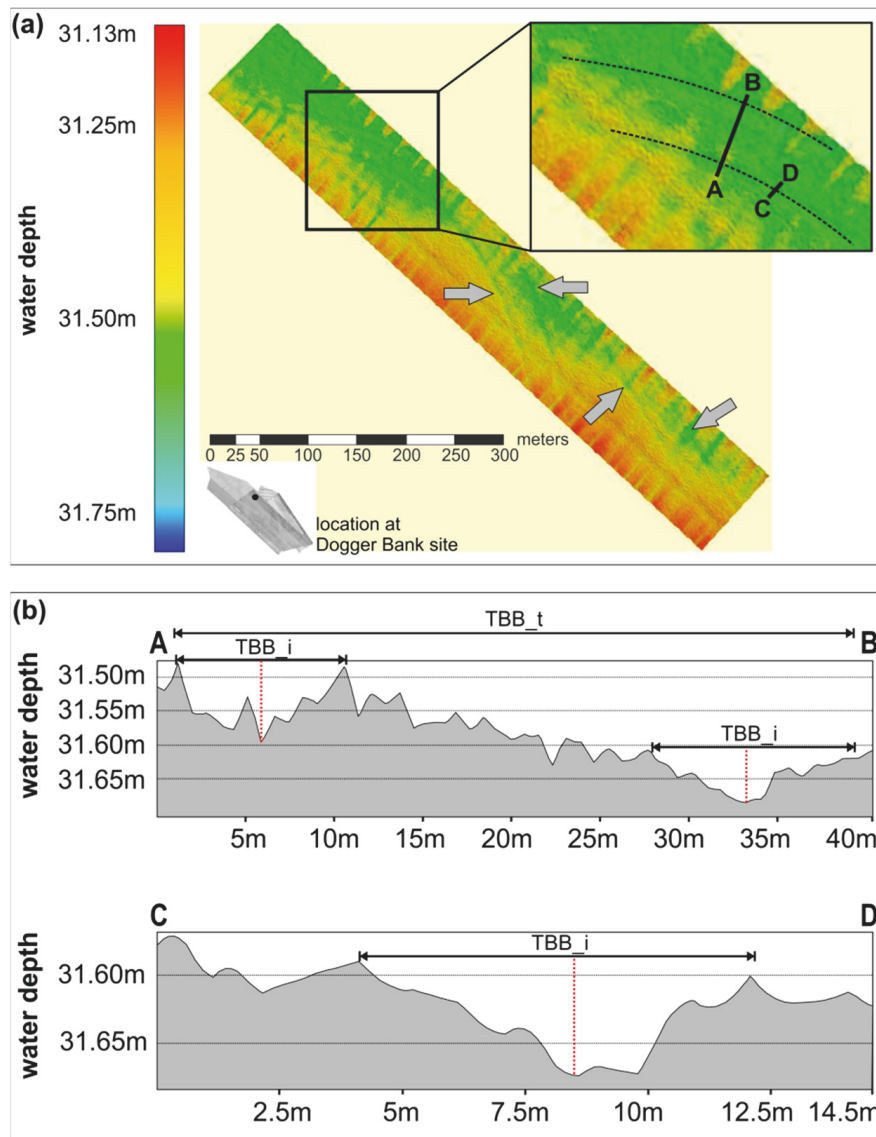 (a)
31.13m
31.25m
31.50m
31.75m
water depth
B
A
D
C
0 25 50 100 150 200 250 300 meters
location at
Dogger Bank site
(b)
A TBB_t B
TBB_i
TBB_i
31.50m
31.55m
31.60m
31.65m
water depth
5m 10m 15m 20m 25m 30m 35m 40m
C D
TBB_i
31.60m
31.65m
water depth
2.5m 5m 7.5m 10m 12.5m 14.5m